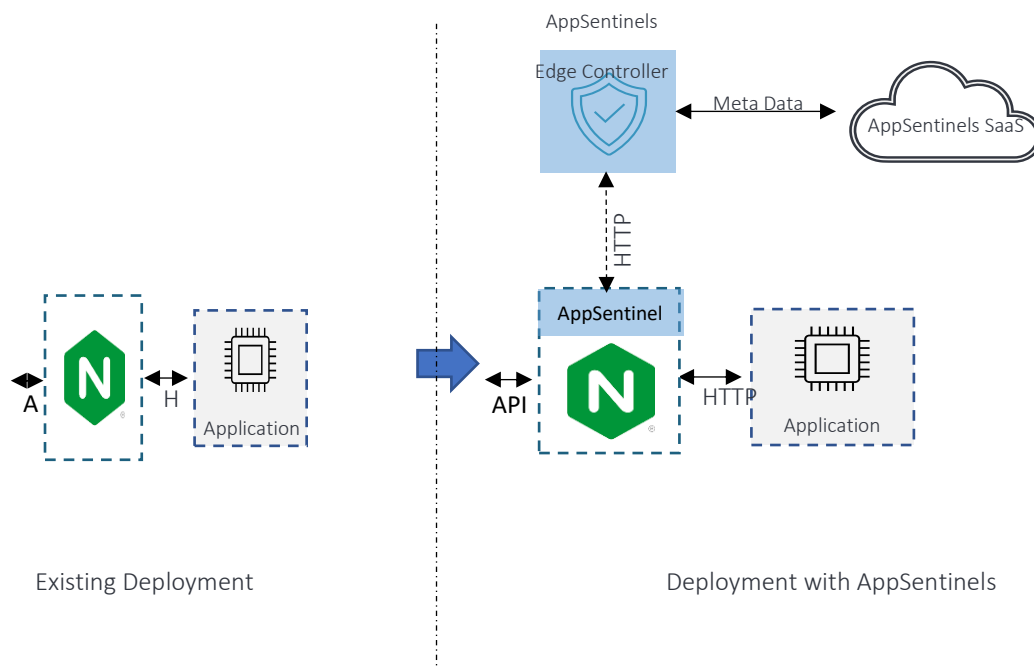 AppSentinels
Edge Controller
Meta Data
AppSentinels SaaS
HTTP
AppSentinel
N
®
A
H
Application
API
N
®
HTTP
Application
Existing Deployment
Deployment with AppSentinels